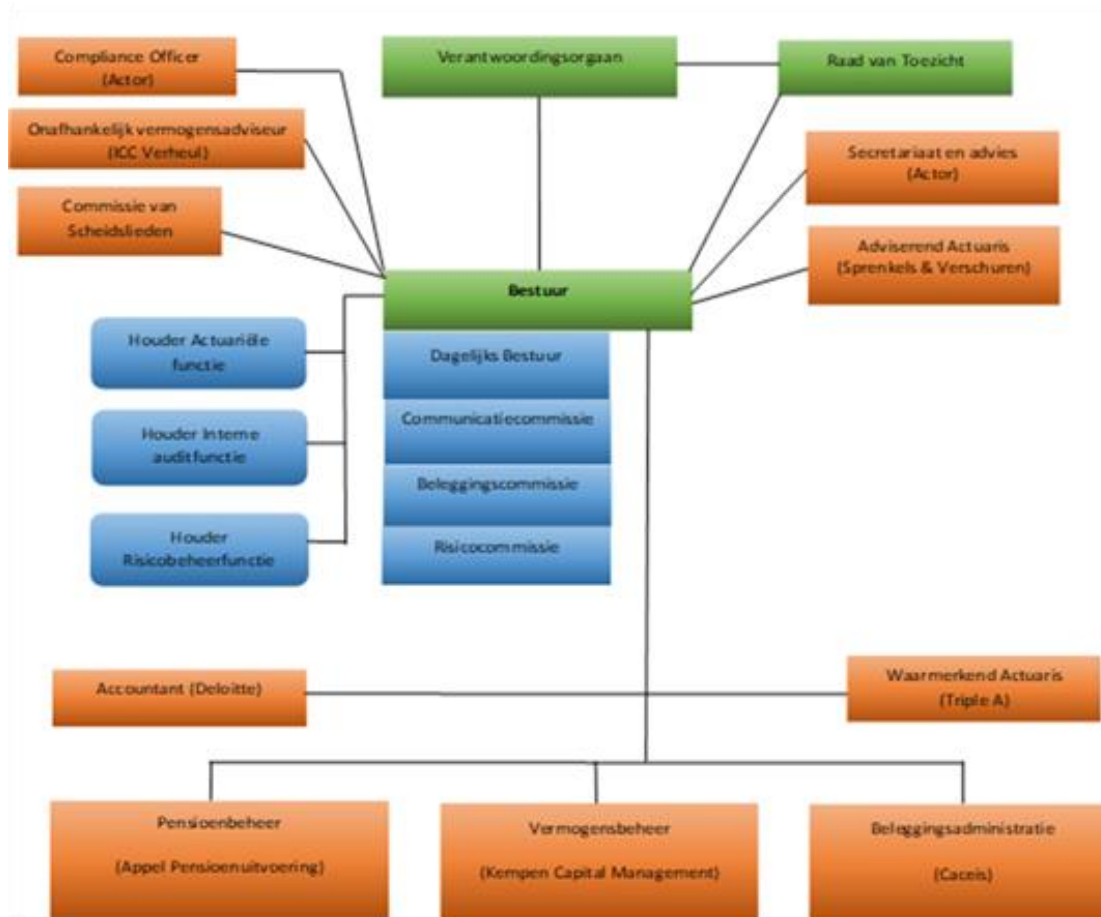 Compliance Officer
(Actor)
Verantwoordingsorgaan
Raad van Toezicht
Onafhankelijk vermogensadviseur
(ICC Verheul)
Secretariaat en advies
(Actor)
Commissie van
Scheidslieden
Adviserend Actuaris
(Sprenkels & Verschuren)
Bestuur
Houder Actuariële
functie
Dagelijks Bestuur
Communicatiecommissie
Houder Interne
auditfunctie
Beleggingscommissie
Houder
Risicobeheerfunctie
Risicocommissie
Accountant (Deloitte)
Waarmerkend Actuaris
(Triple A)
Pensioenbeheer
(Appel Pensioenuitvoering)
Vermogensbeheer
(Kempen Capital Management)
Beleggingsadministratie
(Caceis)